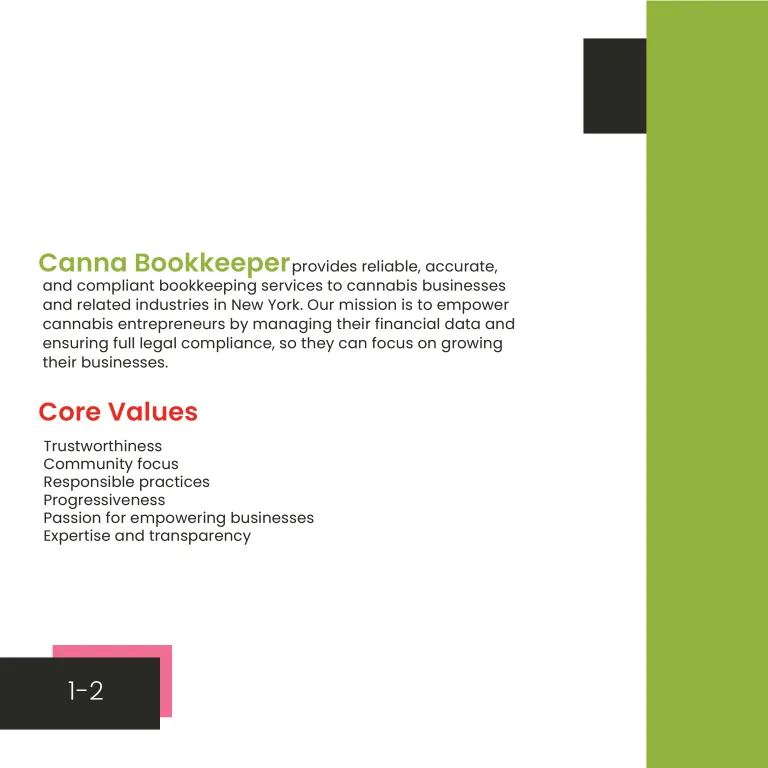 Canna Bookkeeper provides reliable, accurate,
and compliant bookkeeping services to cannabis businesses
and related industries in New York. Our mission is to empower
cannabis entrepreneurs by managing their financial data and
ensuring full legal compliance, so they can focus on growing
their businesses.
Core Values
Trustworthiness
Community focus
Responsible practices
Progressiveness
Passion for empowering businesses
Expertise and transparency
1-2